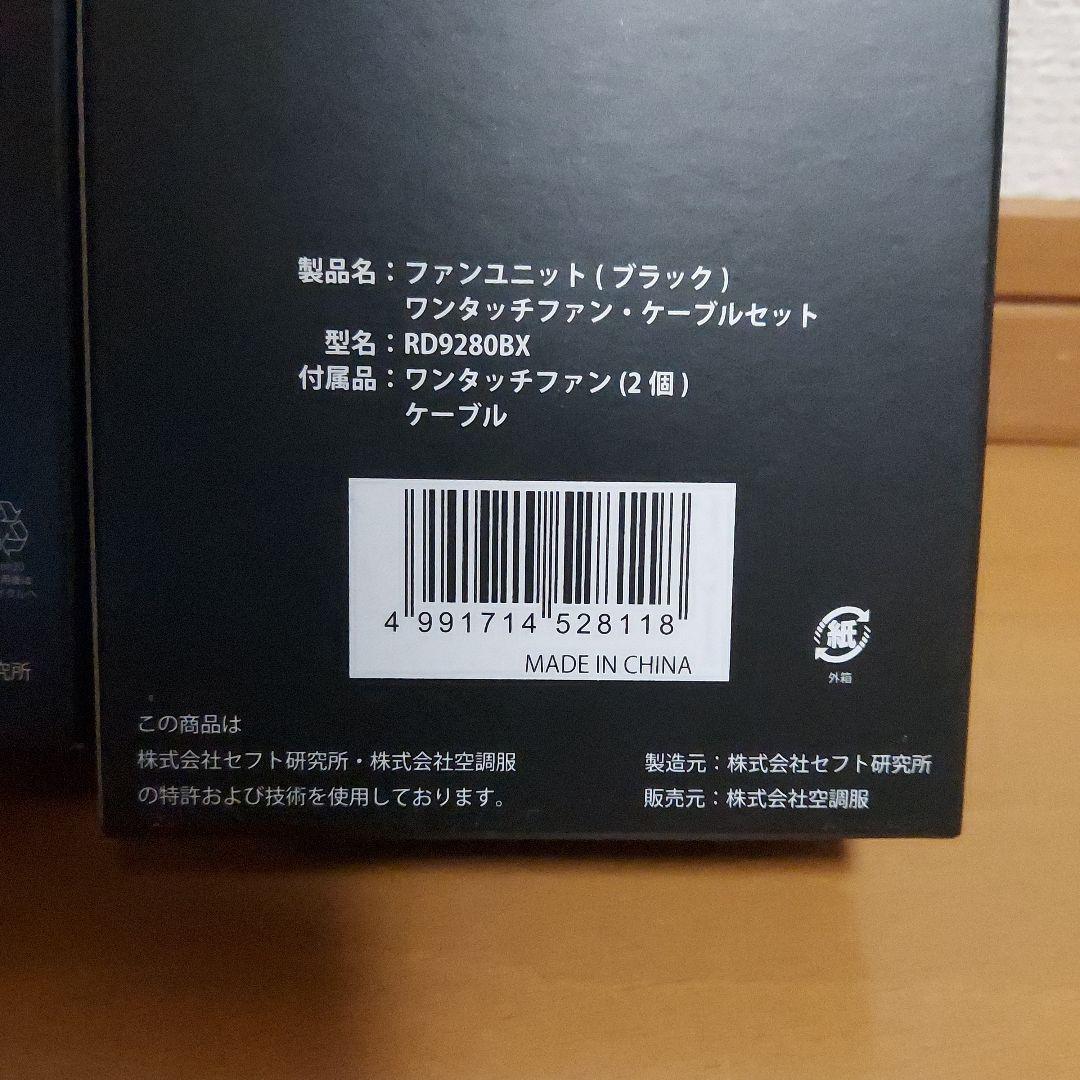 製品名：ファンユニット(ブラック)
ワンタッチファン・ケーブルセット
型名：RD9280BX
付属品：ワンタッチファン(2個)
ケーブル
4 991714 528118
MADE IN CHINA
紙
外箱
この商品は
株式会社セフト研究所・株式会社空調服
の特許および技術を使用しております。
製造元：株式会社セフト研究所
販売元：株式会社空調服
究所